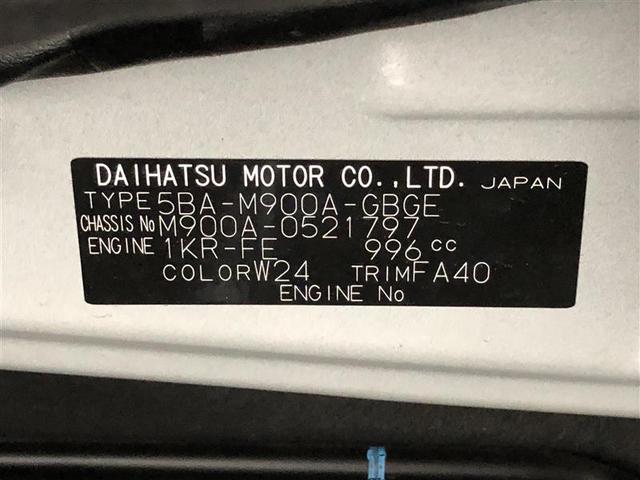 DAIHATSU MOTOR CO.,LTD. JAPAN
TYPE 5BA-M900A-GBGE
CHASSIS No M900A-0521797
ENGINE 1KR-FE 996 cc
COLOR W24 TRIM FA40
ENGINE No